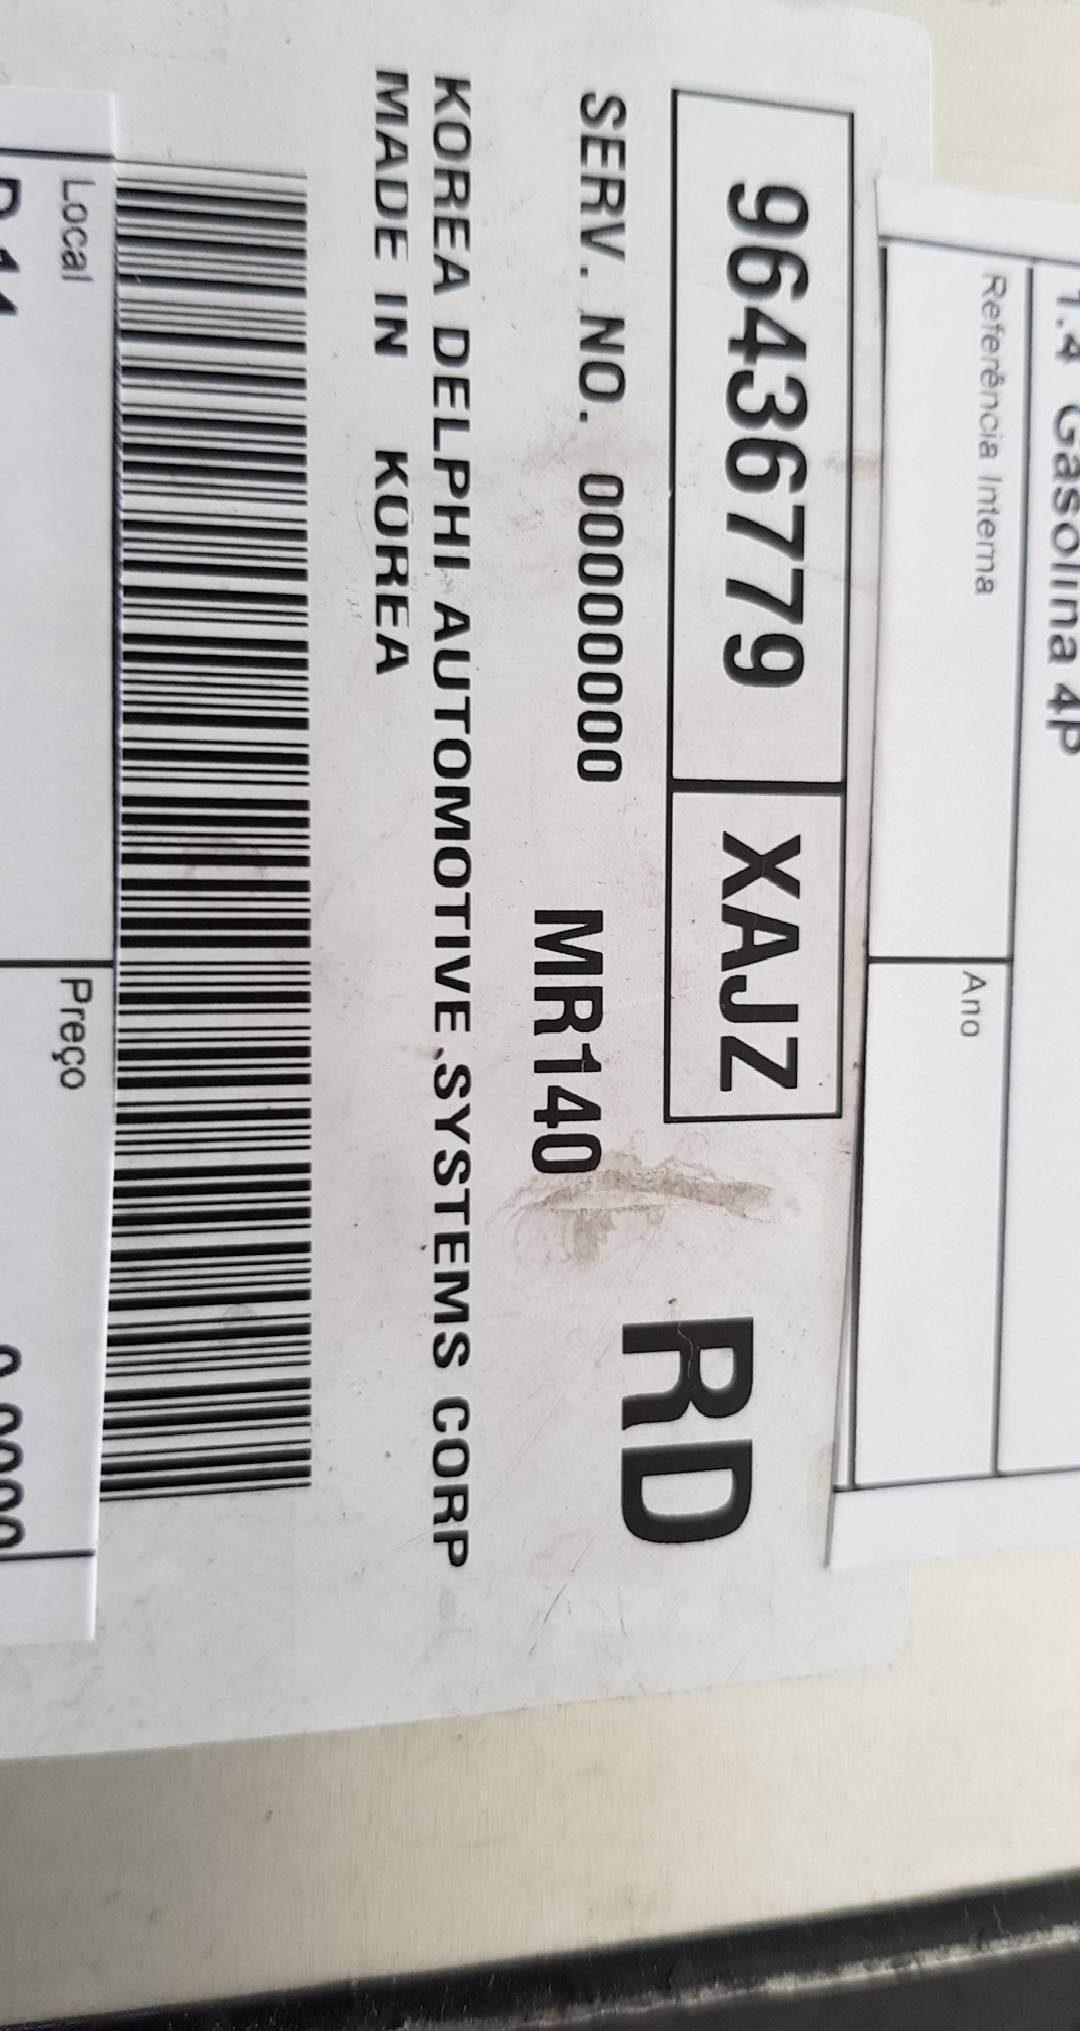 1.4 Gasolina 4P
Referência Interna
Ano
96436779 XAJZ
RD
SERV. NO. 00000000 MR140
KOREA DELPHI AUTOMOTIVE SYSTEMS CORP
MADE IN KOREA
Local
Preço